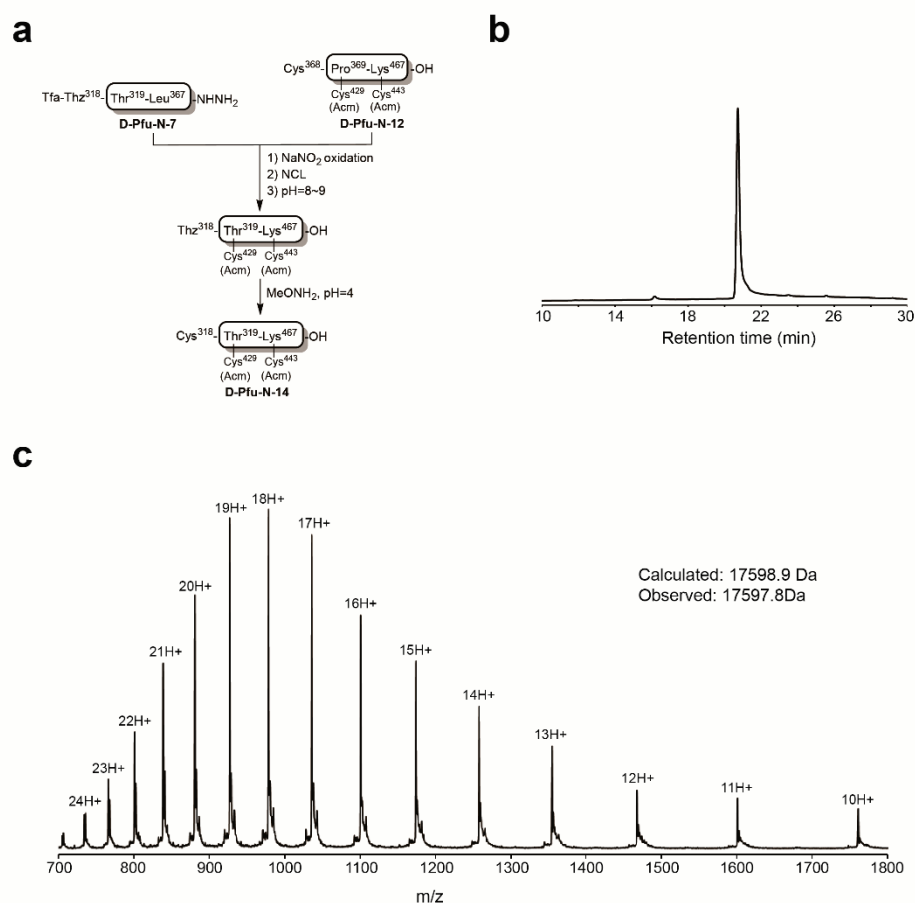 a
Tfa-Thz318-Thr319-Leu367-NHNH2
D-Pfu-N-7
Cys368-Pro369-Lys467-OH
Cys429 Cys443
(Acm) (Acm)
D-Pfu-N-12
1) NaNO2 oxidation
2) NCL
3) pH=8~9
Thz318-Thr319-Lys467-OH
Cys429 Cys443
(Acm) (Acm)
MeONH2, pH=4
Cys318-Thr319-Lys467-OH
Cys429 Cys443
(Acm) (Acm)
D-Pfu-N-14
b
10 14 18 22 26 30
Retention time (min)
c
24H+ 23H+ 22H+ 21H+ 20H+ 19H+ 18H+ 17H+ 16H+ 15H+ 14H+ 13H+ 12H+ 11H+ 10H+
Calculated: 17598.9 Da
Observed: 17597.8Da
700 800 900 1000 1100 1200 1300 1400 1500 1600 1700 1800
m/z